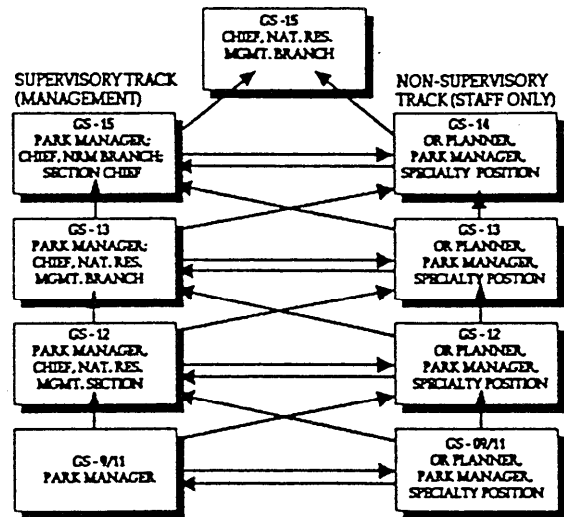 GS-15
CHIEF, NAT. RES.
MGMT. BRANCH
SUPERVISORY TRACK
(MANAGEMENT)
NON-SUPERVISORY
TRACK (STAFF ONLY)
GS-15
PARK MANAGER;
CHIEF, NRM BRANCH;
SECTION CHIEF
GS-14
OR PLANNER,
PARK MANAGER,
SPECIALTY POSITION
GS-13
PARK MANAGER;
CHIEF, NAT. RES.
MGMT. BRANCH
GS-13
OR PLANNER,
PARK MANAGER,
SPECIALTY POSTION
GS-12
PARK MANAGER,
CHIEF, NAT. RES.
MGMT. SECTION
GS-12
OR PLANNER,
PARK MANAGER,
SPECIALTY POSITION
GS-9/11
PARK MANAGER
GS-09/11
OR PLANNER,
PARK MANAGER,
SPECIALTY POSITION